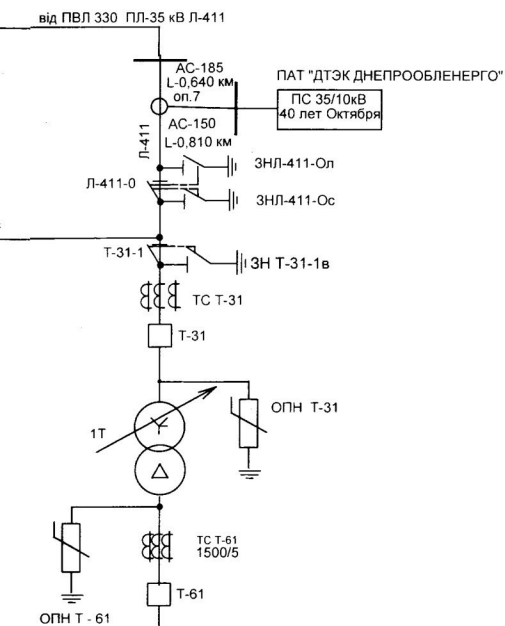 від ПВЛ 330 ПЛ-35 кВ Л-411
АС-185
L-0,640 км
оп.7
ПАТ "ДТЭК ДНЕПРООБЛЕНЕРГО"
ПС 35/10кВ
40 лет Октября
Л-411
АС-150
L-0,810 км
ЗНЛ-411-Ол
Л-411-0
ЗНЛ-411-Ос
Т-31-1
ЗН Т-31-1в
ТС Т-31
Т-31
ОПН Т-31
1Т
ТС Т-61
1500/5
Т-61
ОПН Т - 61